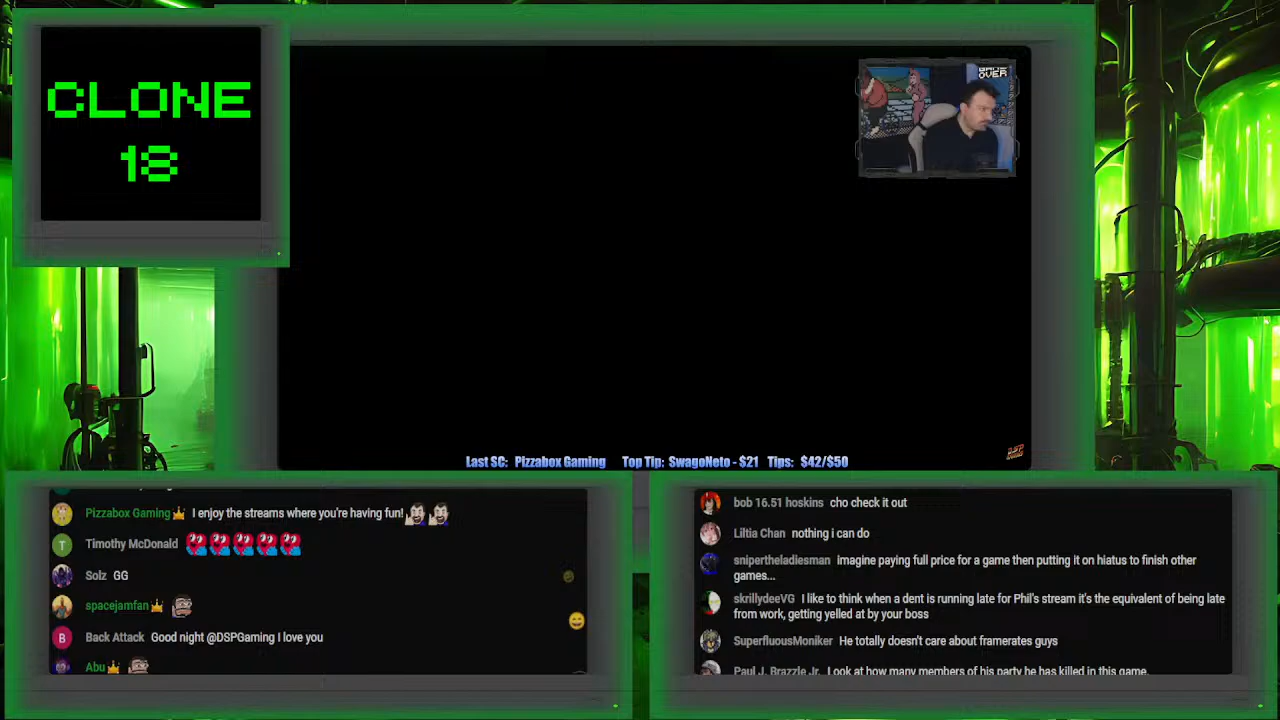 CLONE
18
GAME
OVER
Last SC: Pizzabox Gaming Top Tip: SwagoNeto - $21 Tips: $42/$50
Pizzabox Gaming I enjoy the streams where you're having fun!
T Timothy McDonald
Solz GG
spacejamfan
B Back Attack Good night @DSPGaming I love you
Abu
bob 16.51 hoskins cho check it out
Liltia Chan nothing i can do
snipertheladiesman Imagine paying full price for a game then putting it on hiatus to finish other
games...
skrillydeeVG I like to think when a dent is running late for Phil's stream it's the equivalent of being late
from work, getting yelled at by your boss
SuperfluousMoniker He totally doesn't care about framerates guys
Paul J. Brazzle Jr. Look at how many members of his party he has killed in this game.